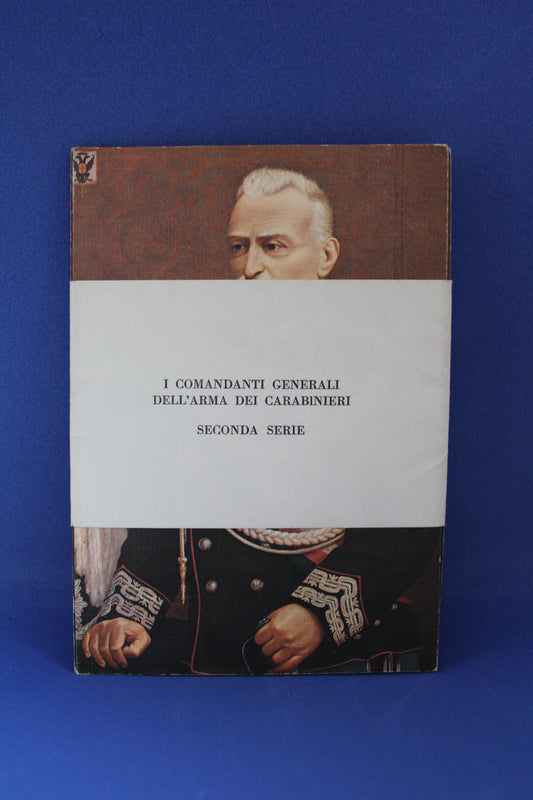 I COMANDANTI GENERALI
DELL'ARMA DEI CARABINIERI
SECONDA SERIE